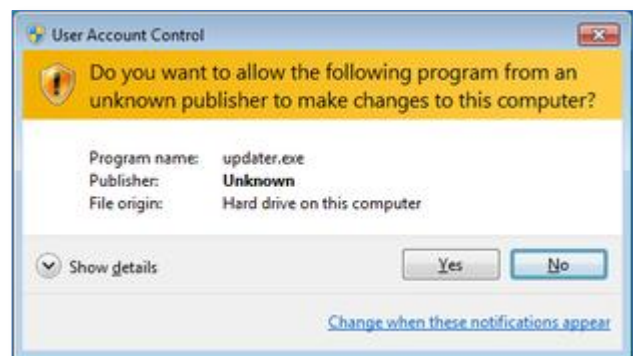 User Account Control
Do you want to allow the following program from an
unknown publisher to make changes to this computer?
Program name: updater.exe
Publisher: Unknown
File origin: Hard drive on this computer
Show details
Yes
No
Change when these notifications appear